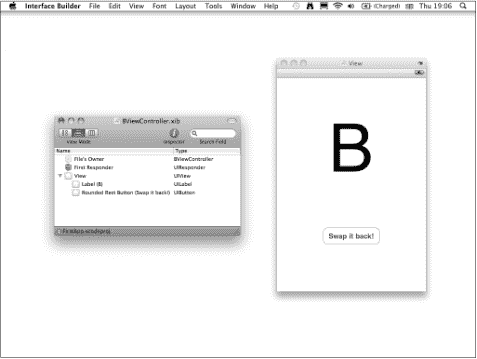 Interface Builder File Edit View Font Layout Tools Window Help (Charged) Thu 19:06
BViewController.xib
View Mode Inspector Search Field
Name Type
File's Owner BViewController
First Responder UIResponder
View UIView
Label (B) UILabel
Rounded Rect Button (Swap it back!) UIButton
View
B
Swap it back!